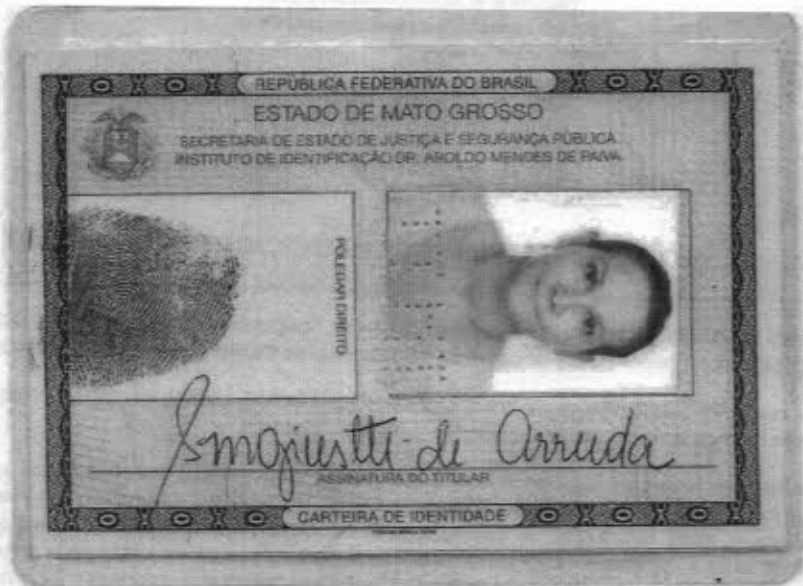 REPÚBLICA FEDERATIVA DO BRASIL
ESTADO DE MATO GROSSO
SECRETARIA DE ESTADO DE JUSTIÇA E SEGURANÇA PÚBLICA
INSTITUTO DE IDENTIFICAÇÃO DR. AROLDO MENDES DE PAIVA
POLEGAR DIREITO
Smgiustti de Arruda
ASSINATURA DO TITULAR
CARTEIRA DE IDENTIDADE